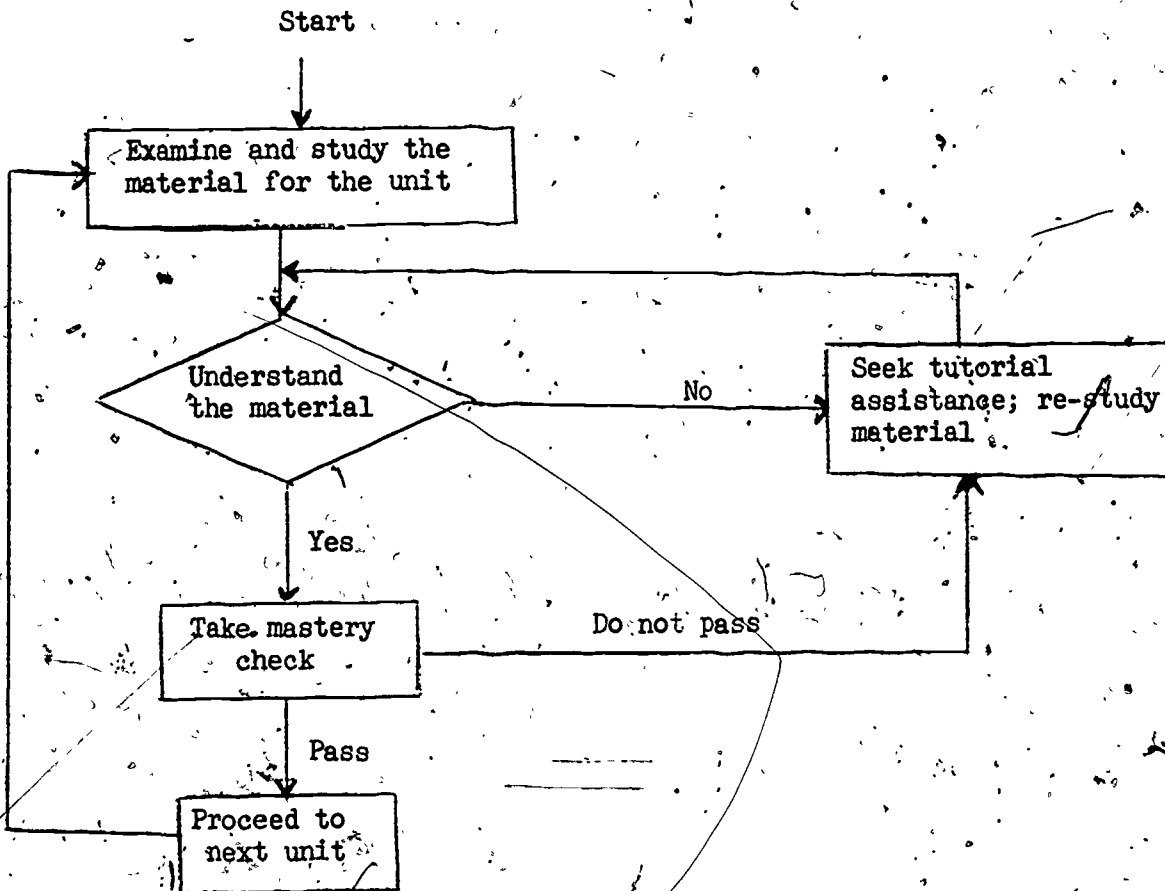 Start
Examine and study the
material for the unit
Understand
the material
No
Seek tutorial
assistance; re-study
material
Yes
Take mastery
check
Do not pass
Pass
Proceed to
next unit